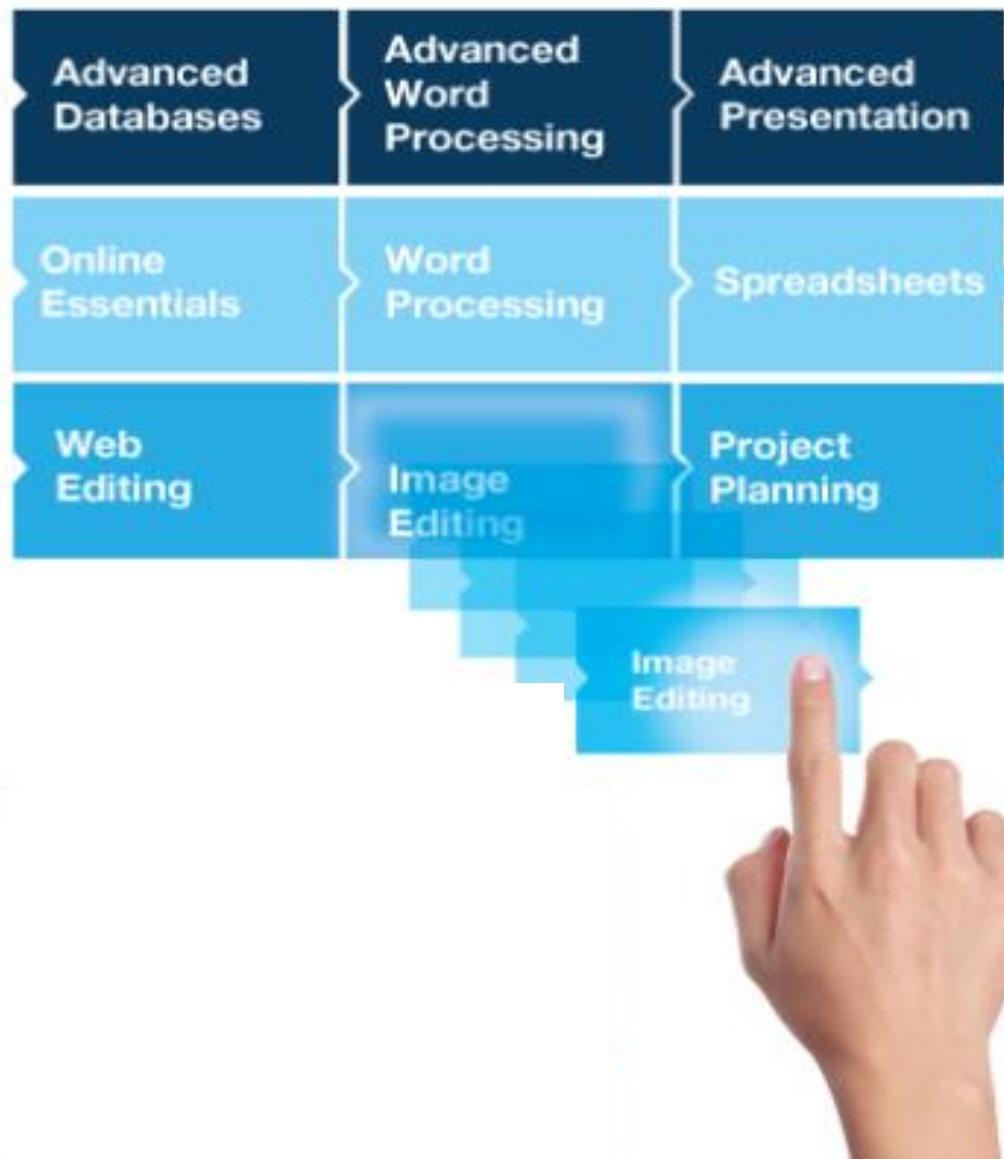 Advanced
Databases
Advanced
Word
Processing
Advanced
Presentation
Online
Essentials
Word
Processing
Spreadsheets
Web
Editing
Image
Editing
Project
Planning
Image
Editing